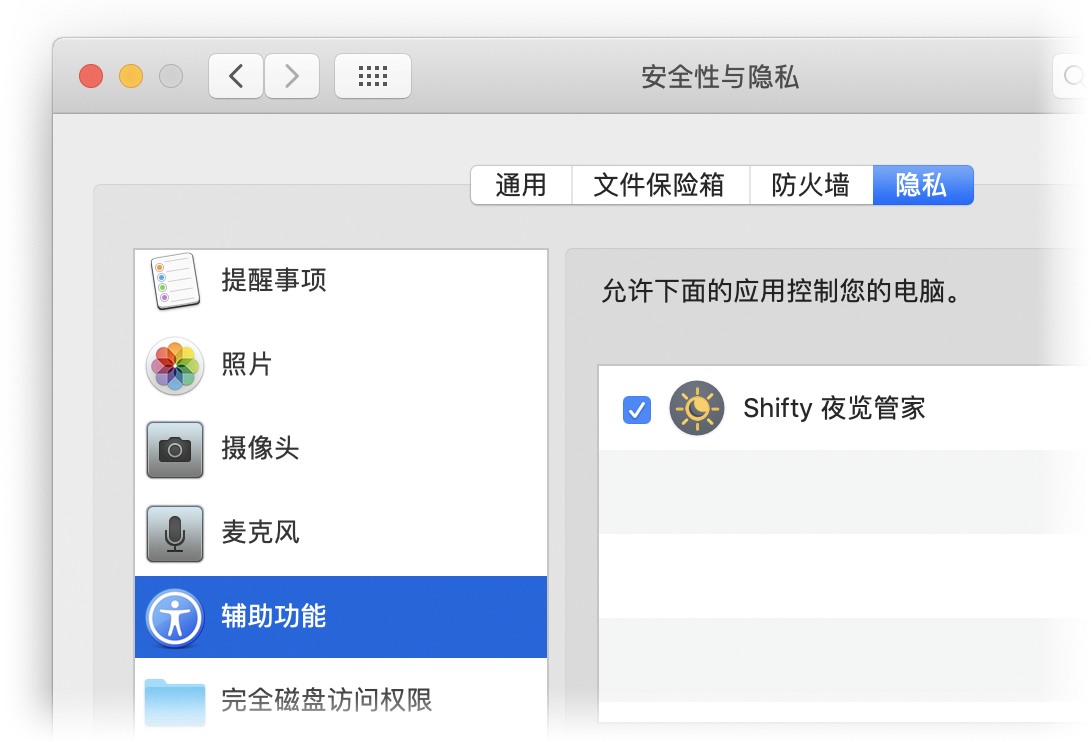 安全性与隐私
通用 文件保险箱 防火墙 隐私
提醒事项
照片
摄像头
麦克风
辅助功能
完全磁盘访问权限
允许下面的应用控制您的电脑。
Shifty 夜览管家